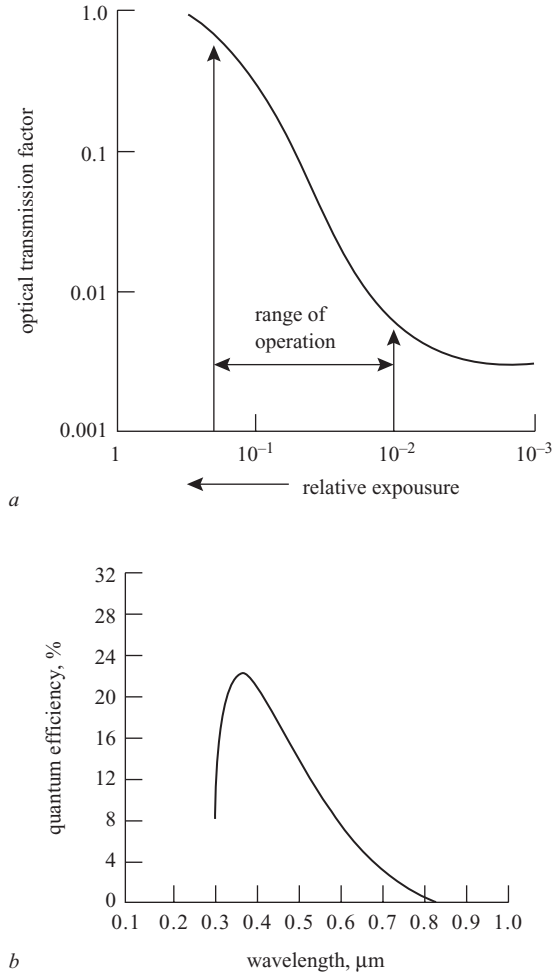 1.0
0.1
0.01
0.001
optical transmission factor
range of
operation
1 10⁻¹ 10⁻² 10⁻³
relative expousure
a
32
28
24
20
16
12
8
4
0
quantum efficiency, %
0.1 0.2 0.3 0.4 0.5 0.6 0.7 0.8 0.9 1.0
wavelength, μm
b